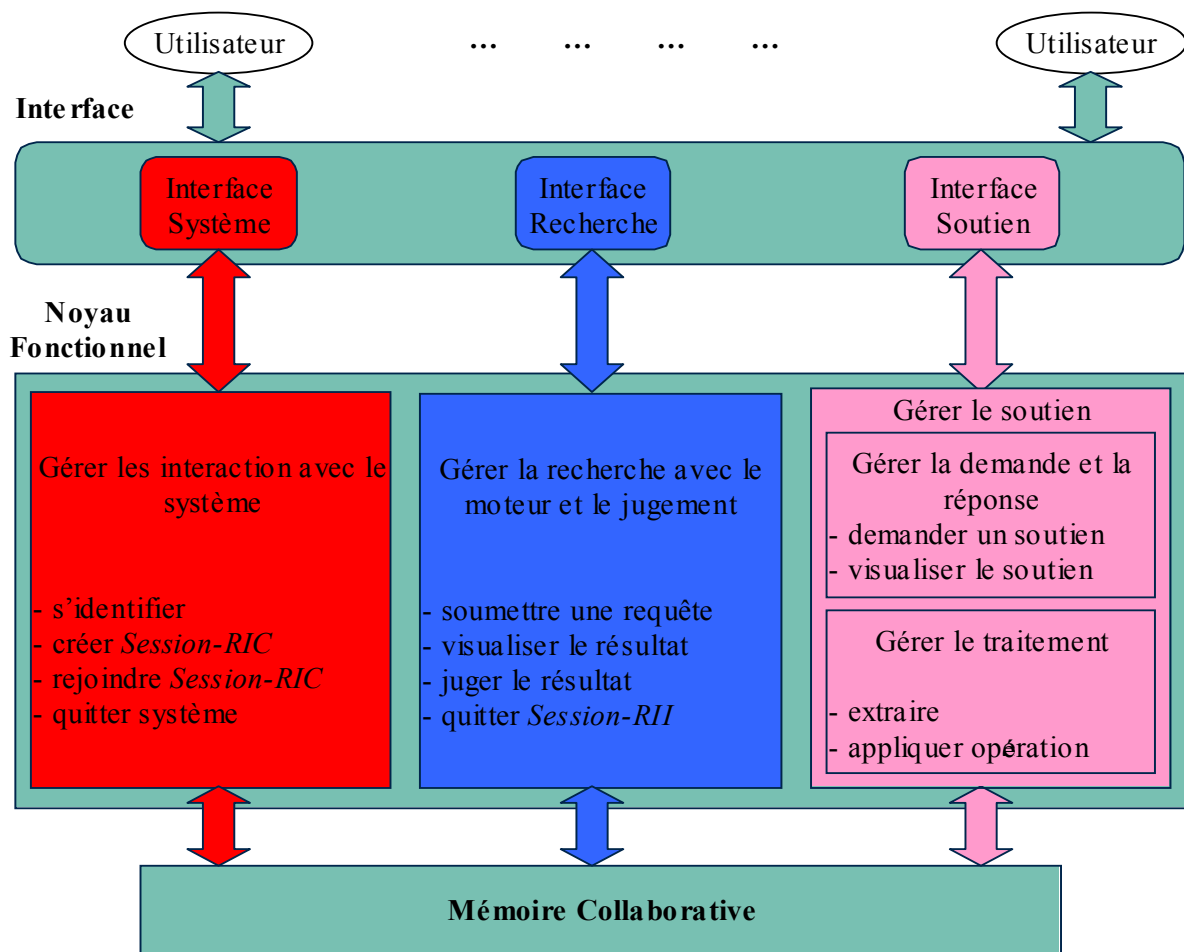 Utilisateur
... ... ... ...
Utilisateur
Interface
Interface
Système
Interface
Recherche
Interface
Soutien
Noyau
Fonctionnel
Gérer les interaction avec le
système
- s’identifier
- créer Session-RIC
- rejoindre Session-RIC
- quitter système
Gérer la recherche avec le
moteur et le jugement
- soumettre une requête
- visualiser le résultat
- juger le résultat
- quitter Session-RII
Gérer le soutien
Gérer la demande et la
réponse
- demander un soutien
- visualiser le soutien
Gérer le traitement
- extraire
- appliquer opération
Mémoire Collaborative